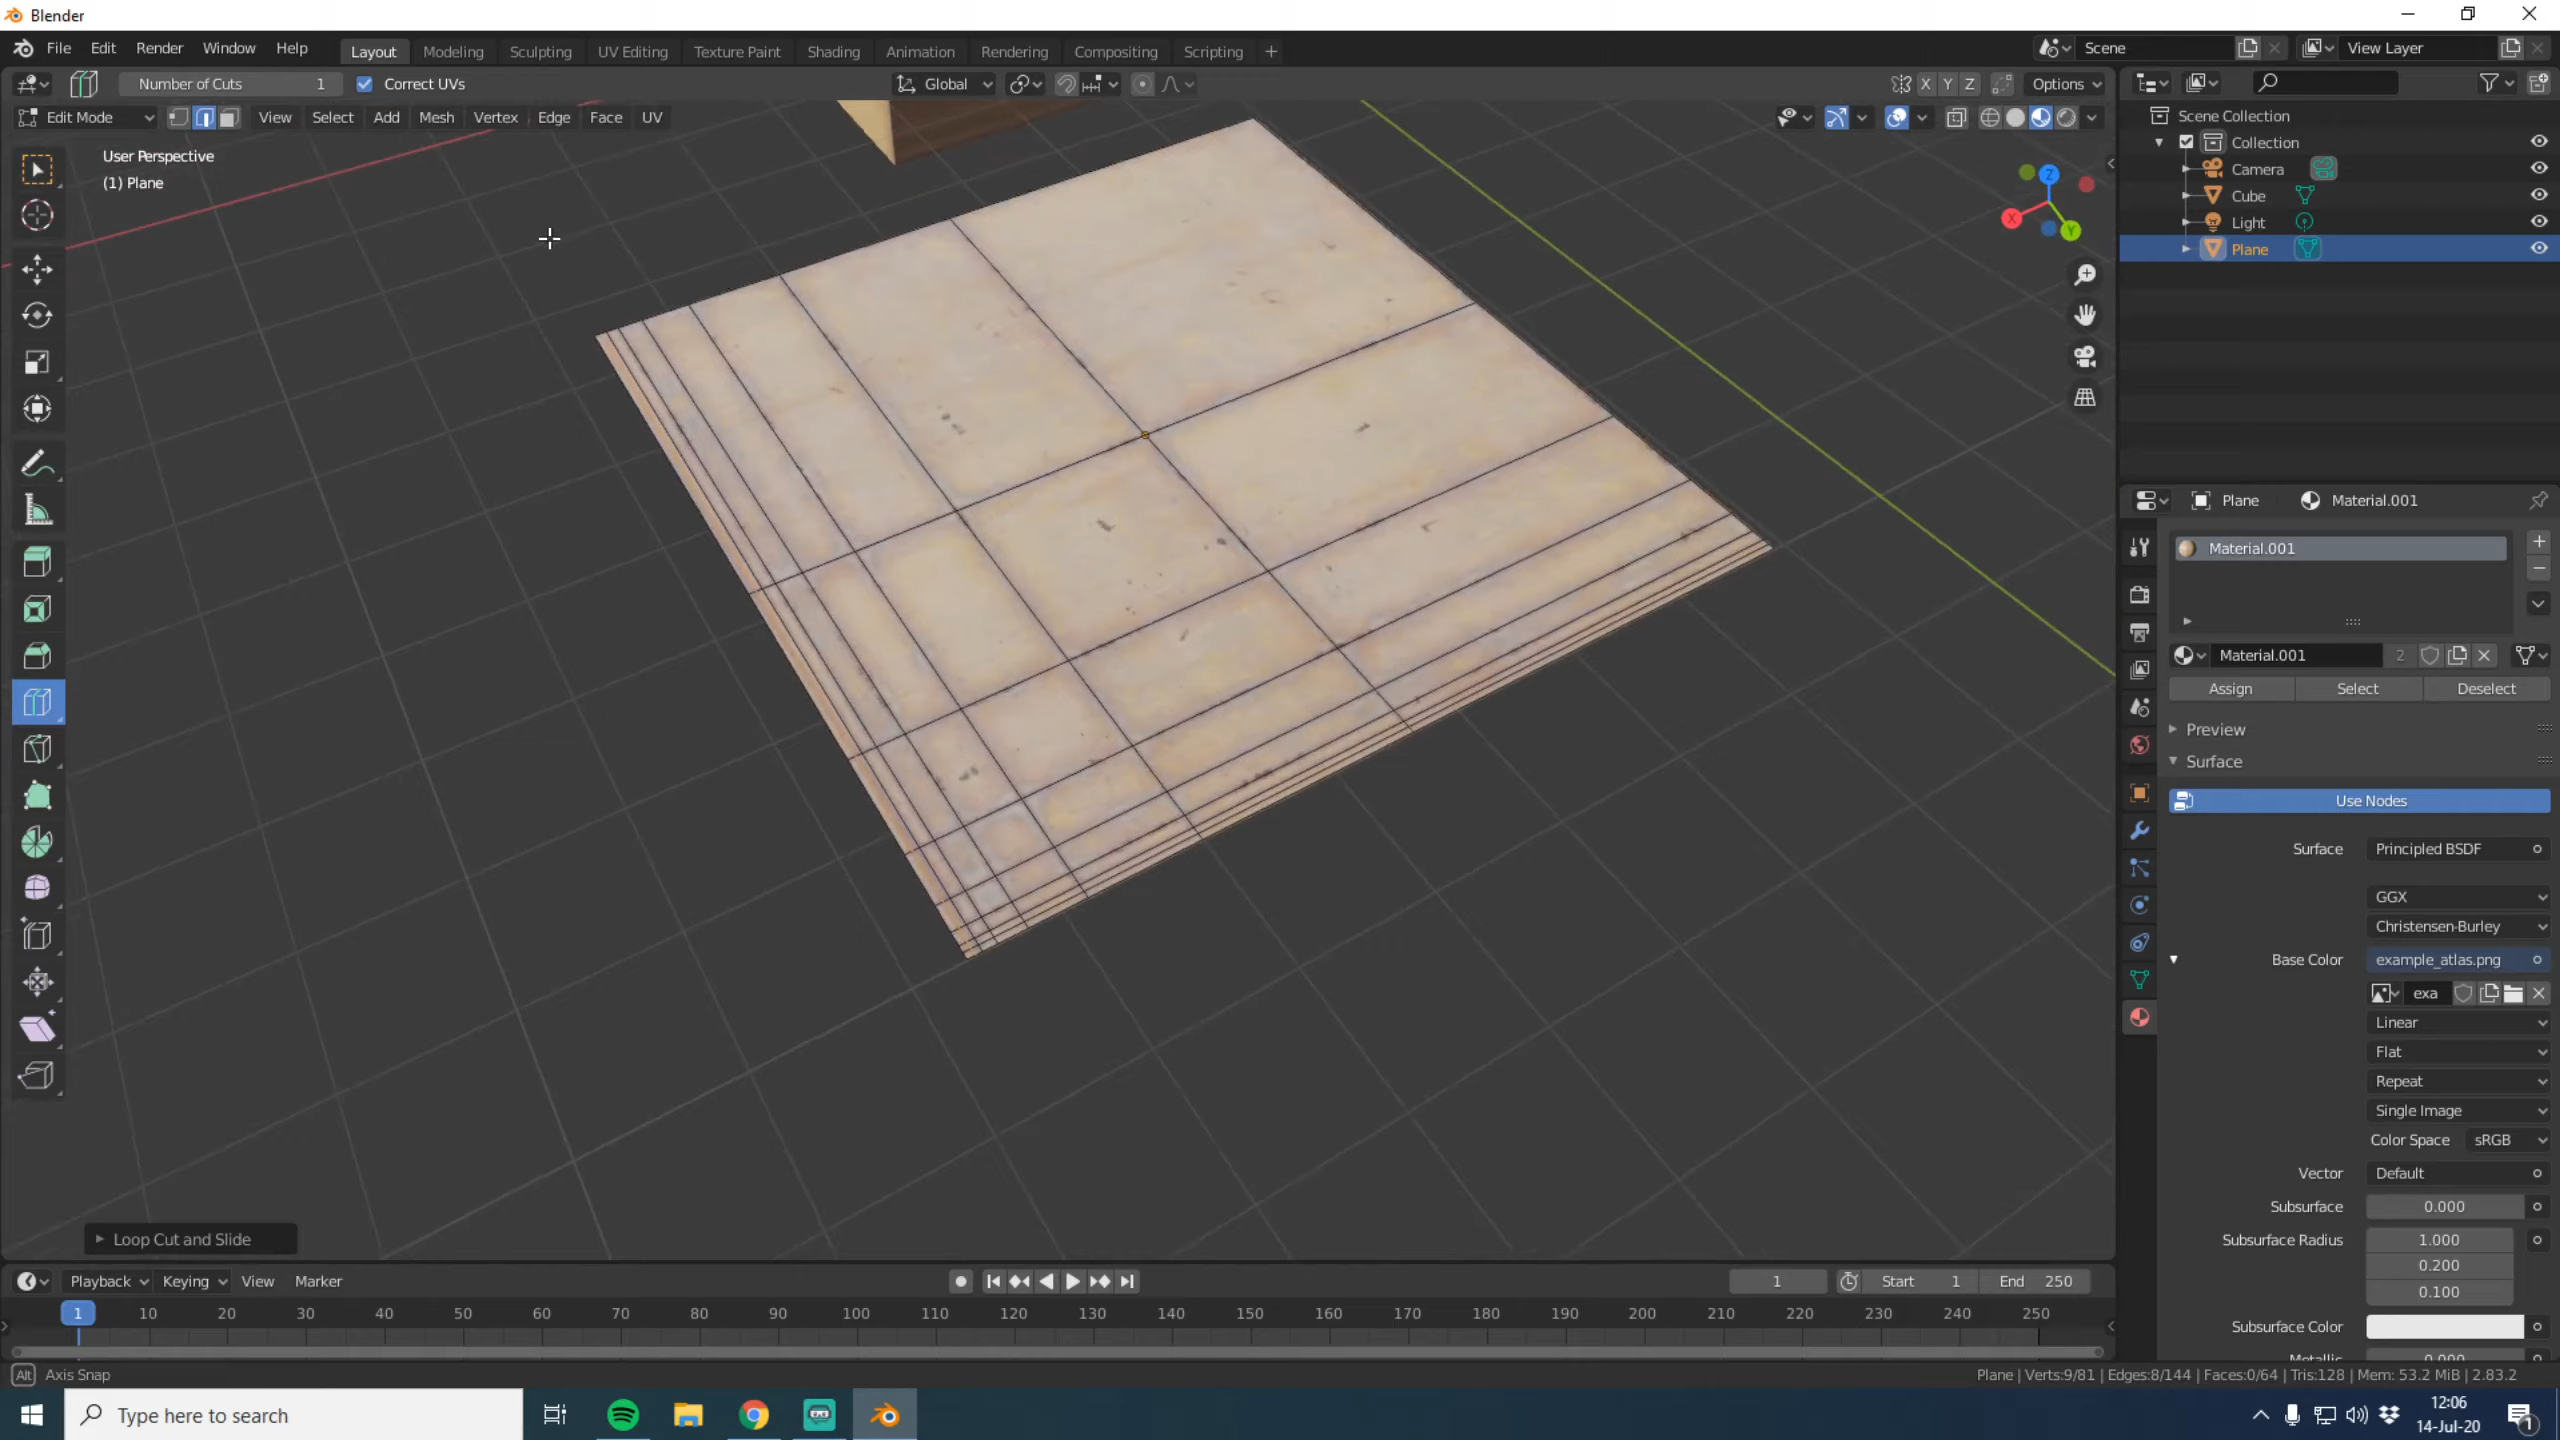 Blender
File Edit Render Window Help
Layout Modeling Sculpting UV Editing Texture Paint Shading Animation Rendering Compositing Scripting +
Scene
View Layer
Number of Cuts 1
Correct UVs
Global
X Y Z
Options
Edit Mode
View Select Add Mesh Vertex Edge Face UV
User Perspective
(1) Plane
Z
X
Y
Scene Collection
Collection
Camera
Cube
Light
Plane
Plane
Material.001
Material.001
Material.001
2
Assign
Select
Deselect
Preview
Surface
Use Nodes
Surface
Principled BSDF
GGX
Christensen-Burley
Base Color
example_atlas.png
exa
Linear
Flat
Repeat
Single Image
Color Space
sRGB
Vector
Default
Subsurface
0.000
Subsurface Radius
1.000
0.200
0.100
Subsurface Color
Metallic
0.000
Loop Cut and Slide
Playback Keying View Marker
1
Start 1
End 250
1 10 20 30 40 50 60 70 80 90 100 110 120 130 140 150 160 170 180 190 200 210 220 230 240 250
Alt Axis Snap
Plane | Verts:9/81 | Edges:8/144 | Faces:0/64 | Tris:128 | Mem: 53.2 MiB | 2.83.2
Type here to search
12:06
14-Jul-20
1